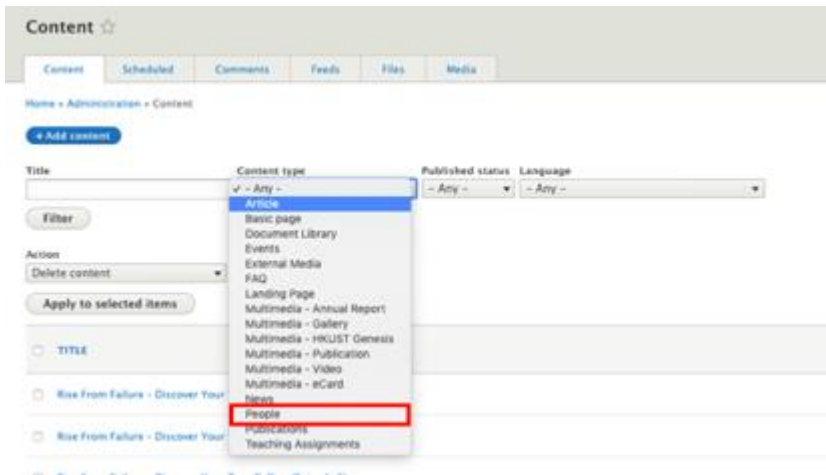 Content
Content Scheduled Comments Feeds Files Media
Home » Administration » Content
+ Add content
Title Content type Published status Language
✓ - Any - - Any - - Any -
Article
Filter
Basic page
Document Library
Events
Action
External Media
Delete content
FAQ
Landing Page
Apply to selected items
Multimedia - Annual Report
Multimedia - Gallery
Multimedia - HKUST Genesis
TITLE
Multimedia - Publication
Multimedia - Video
Multimedia - eCard
Rise From Failure - Discover Your
News
People
Publications
Rise From Failure - Discover Your
Teaching Assignments